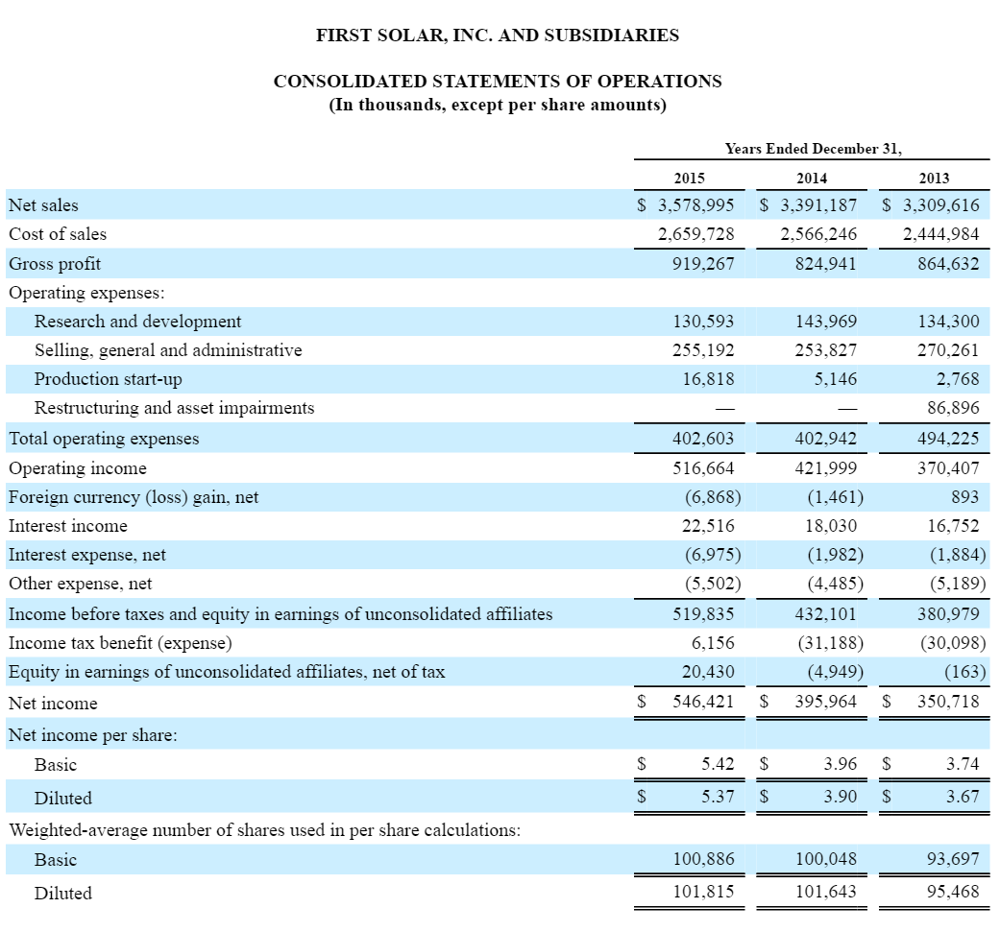 FIRST SOLAR, INC. AND SUBSIDIARIES
CONSOLIDATED STATEMENTS OF OPERATIONS
(In thousands, except per share amounts)
Years Ended December 31,
2015 2014 2013
Net sales $ 3,578,995 $ 3,391,187 $ 3,309,616
Cost of sales 2,659,728 2,566,246 2,444,984
Gross profit 919,267 824,941 864,632
Operating expenses:
Research and development 130,593 143,969 134,300
Selling, general and administrative 255,192 253,827 270,261
Production start-up 16,818 5,146 2,768
Restructuring and asset impairments — — 86,896
Total operating expenses 402,603 402,942 494,225
Operating income 516,664 421,999 370,407
Foreign currency (loss) gain, net (6,868) (1,461) 893
Interest income 22,516 18,030 16,752
Interest expense, net (6,975) (1,982) (1,884)
Other expense, net (5,502) (4,485) (5,189)
Income before taxes and equity in earnings of unconsolidated affiliates 519,835 432,101 380,979
Income tax benefit (expense) 6,156 (31,188) (30,098)
Equity in earnings of unconsolidated affiliates, net of tax 20,430 (4,949) (163)
Net income $ 546,421 $ 395,964 $ 350,718
Net income per share:
Basic $ 5.42 $ 3.96 $ 3.74
Diluted $ 5.37 $ 3.90 $ 3.67
Weighted-average number of shares used in per share calculations:
Basic 100,886 100,048 93,697
Diluted 101,815 101,643 95,468